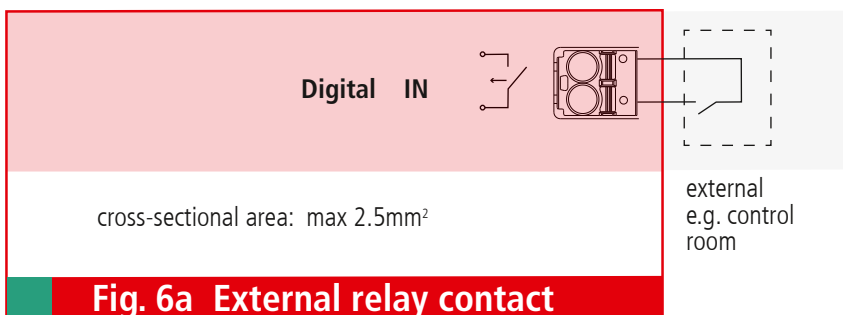 Digital IN
cross-sectional area: max 2.5mm²
external
e.g. control
room
Fig. 6a External relay contact